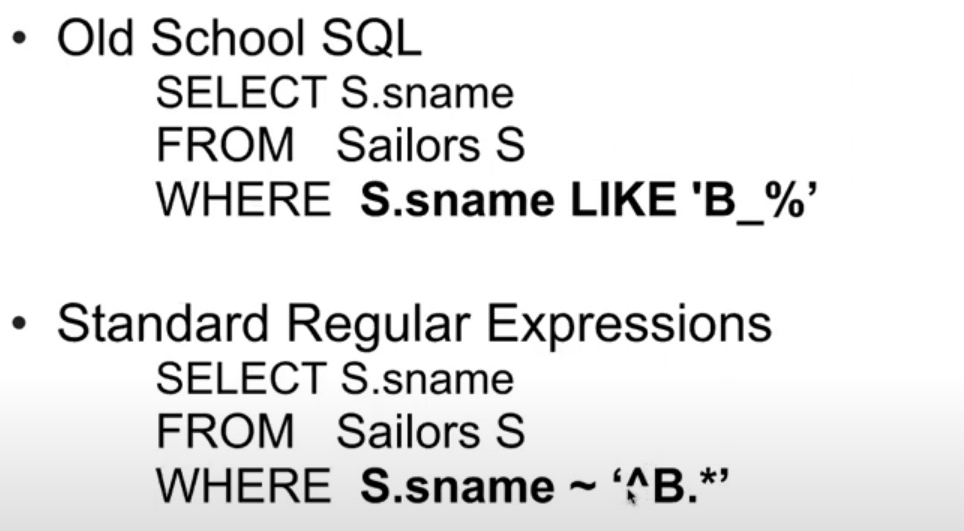 • Old School SQL
SELECT S.sname
FROM Sailors S
WHERE S.sname LIKE 'B_%’
• Standard Regular Expressions
SELECT S.sname
FROM Sailors S
WHERE S.sname ~ ‘^B.*’